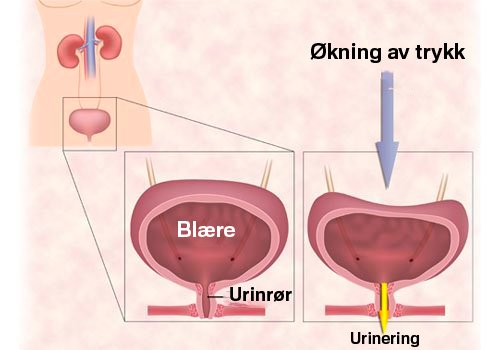 Økning av trykk
Blære
Urinrør
Urinering